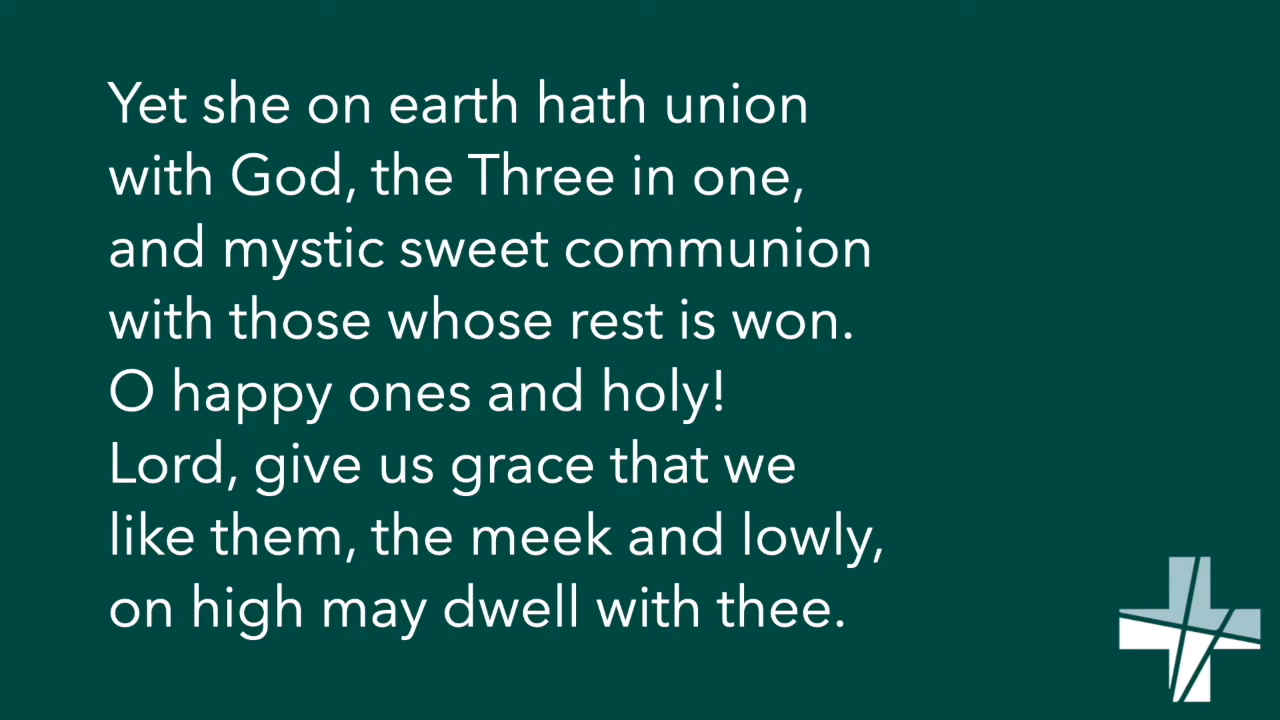 Yet she on earth hath union
with God, the Three in one,
and mystic sweet communion
with those whose rest is won.
O happy ones and holy!
Lord, give us grace that we
like them, the meek and lowly,
on high may dwell with thee.